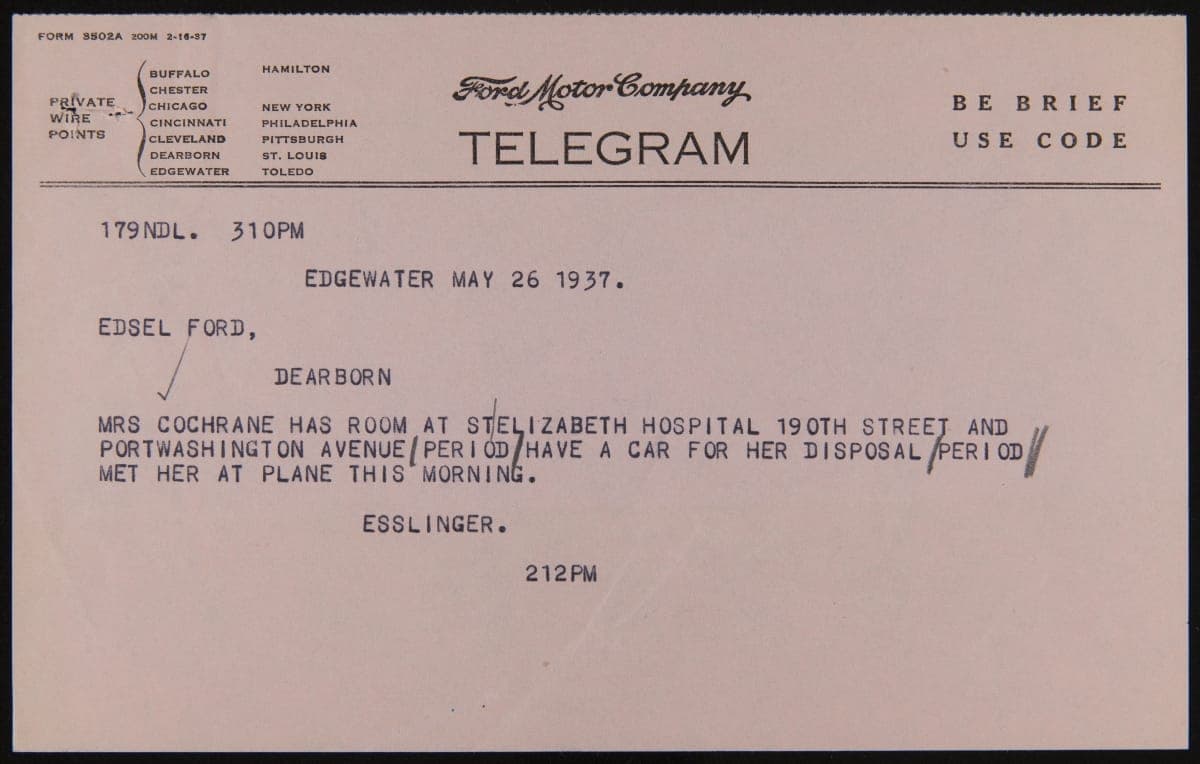 FORM 3502A 200M 2-16-37
PRIVATE
WIRE
POINTS
BUFFALO
CHESTER
CHICAGO
CINCINNATI
CLEVELAND
DEARBORN
EDGEWATER
HAMILTON
NEW YORK
PHILADELPHIA
PITTSBURGH
ST. LOUIS
TOLEDO
Ford Motor Company
TELEGRAM
BE BRIEF
USE CODE
179NDL. 310PM
EDGEWATER MAY 26 1937.
EDSEL FORD,
DEARBORN
MRS COCHRANE HAS ROOM AT STELIZABETH HOSPITAL 190TH STREET AND
PORTWASHINGTON AVENUE/PERIOD/HAVE A CAR FOR HER DISPOSAL/PERIOD//
MET HER AT PLANE THIS MORNING.
ESSLINGER.
212PM